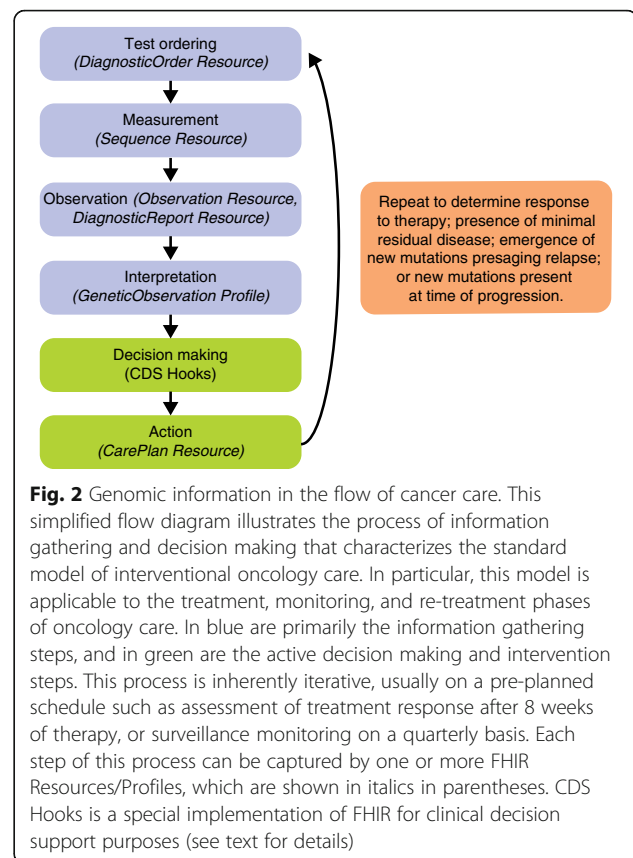 Test ordering
(DiagnosticOrder Resource)
Measurement
(Sequence Resource)
Observation (Observation Resource,
DiagnosticReport Resource)
Interpretation
(GeneticObservation Profile)
Decision making
(CDS Hooks)
Action
(CarePlan Resource)
Repeat to determine response
to therapy; presence of minimal
residual disease; emergence of
new mutations presaging relapse;
or new mutations present
at time of progression.
Fig. 2 Genomic information in the flow of cancer care. This
simplified flow diagram illustrates the process of information
gathering and decision making that characterizes the standard
model of interventional oncology care. In particular, this model is
applicable to the treatment, monitoring, and re-treatment phases
of oncology care. In blue are primarily the information gathering
steps, and in green are the active decision making and intervention
steps. This process is inherently iterative, usually on a pre-planned
schedule such as assessment of treatment response after 8 weeks
of therapy, or surveillance monitoring on a quarterly basis. Each
step of this process can be captured by one or more FHIR
Resources/Profiles, which are shown in italics in parentheses. CDS
Hooks is a special implementation of FHIR for clinical decision
support purposes (see text for details)